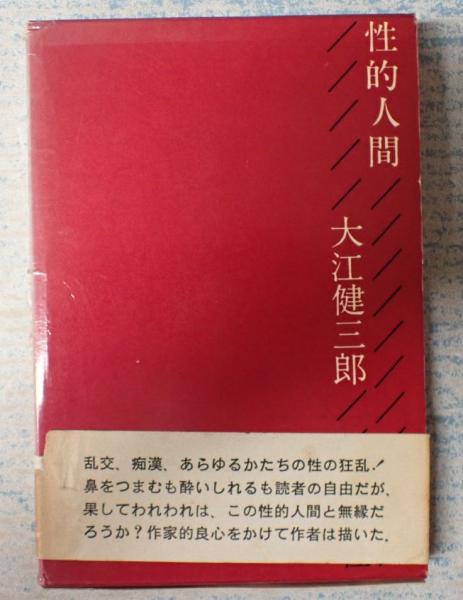 性的人間
大江健三郎
乱交、痴漢、あらゆるかたちの性の狂乱！
鼻をつまむも酔いしれるも読者の自由だが、
果してわれわれは、この性的人間と無縁だ
ろうか？作家的良心をかけて作者は描いた。